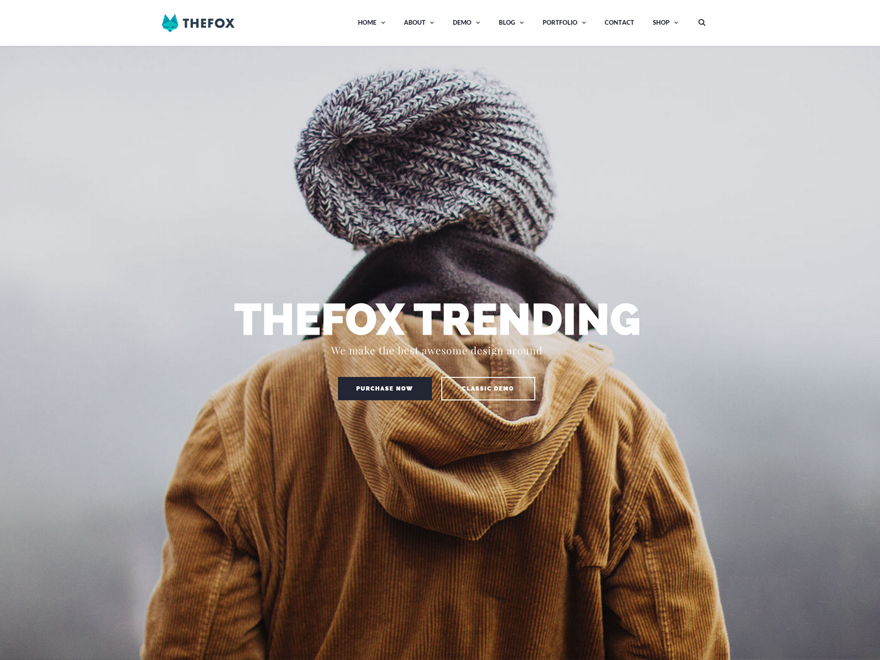 THEFOX
HOME ABOUT DEMO BLOG PORTFOLIO CONTACT SHOP
THEFOX TRENDING
We make the best awesome design around
PURCHASE NOW CLASSIC DEMO